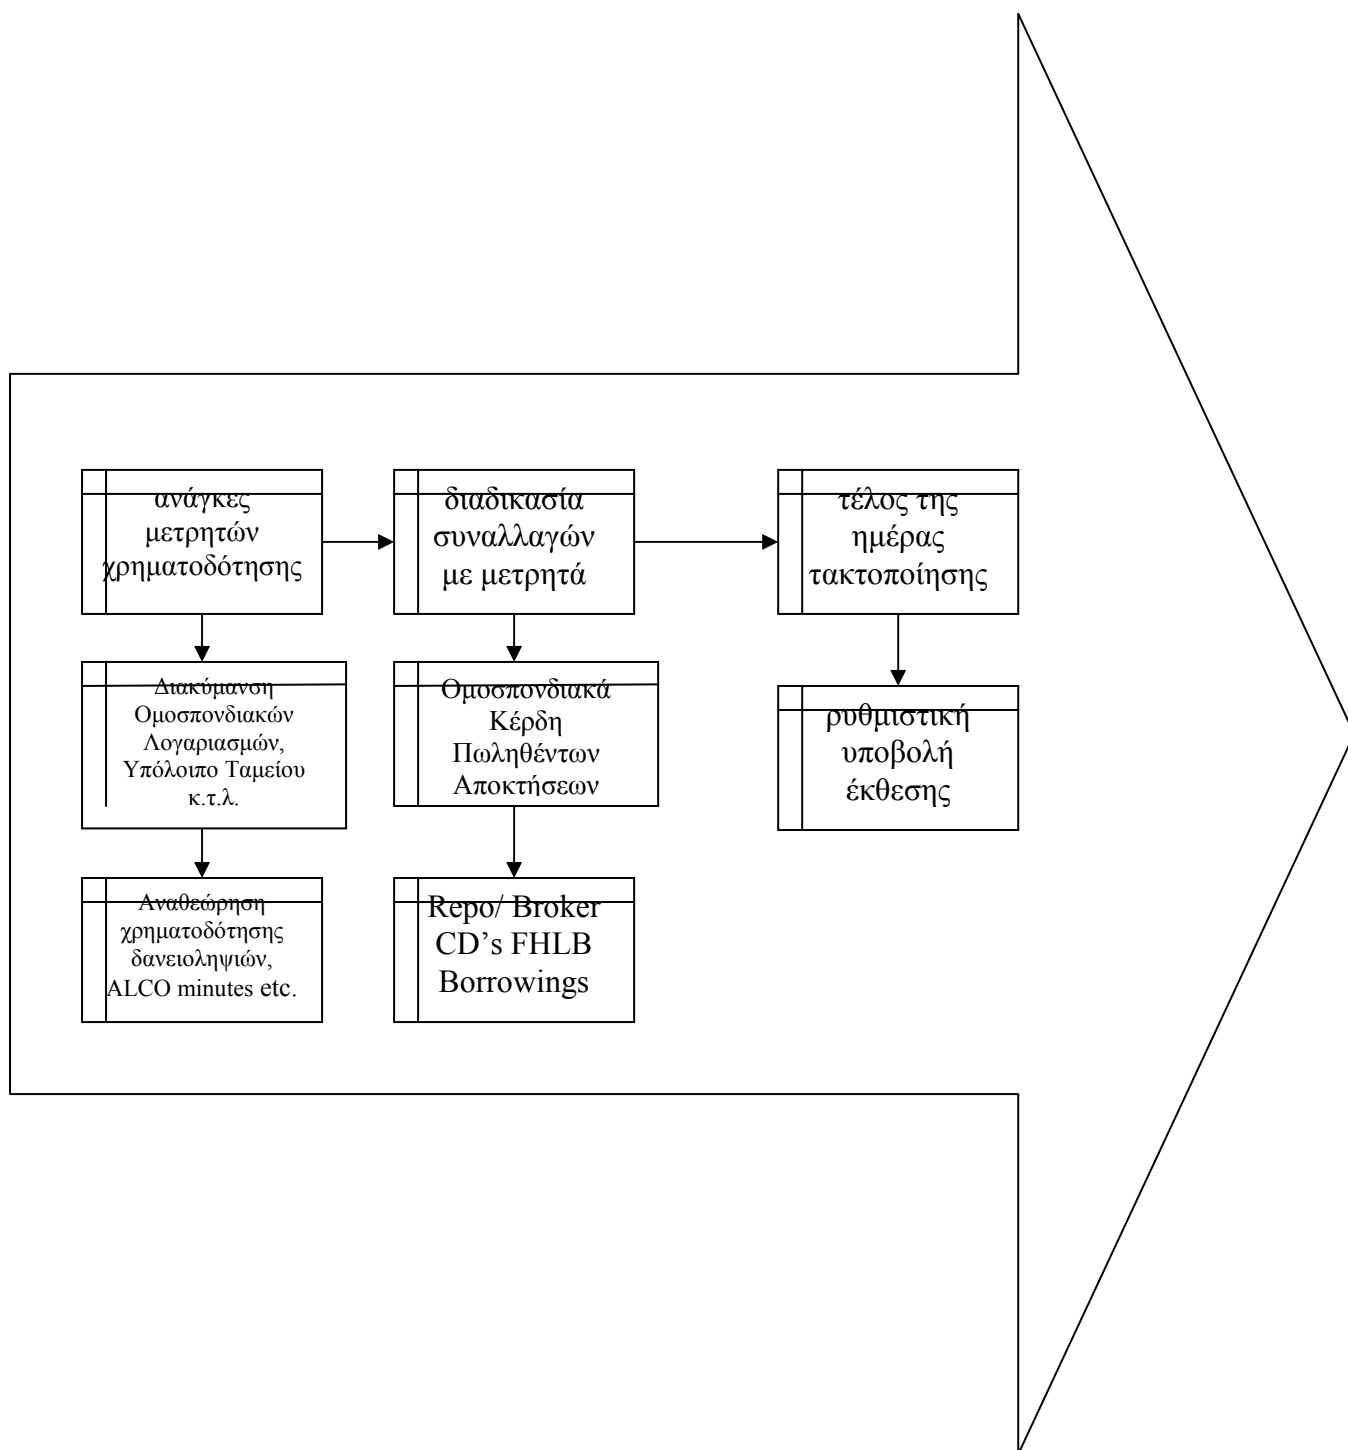 ανάγκες
μετρητών
χρηματοδότησης
διαδικασία
συναλλαγών
με μετρητά
τέλος της
ημέρας
τακτοποίησης
Διακύμανση
Ομοσπονδιακών
Λογαριασμών,
Υπόλοιπο Ταμείου
κ.τ.λ.
Ομοσπονδιακά
Κέρδη
Πωληθέντων
Αποκτήσεων
ρυθμιστική
υποβολή
έκθεσης
Αναθεώρηση
χρηματοδότησης
δανειοληψιών,
ALCO minutes etc.
Repo/ Broker
CD’s FHLB
Borrowings